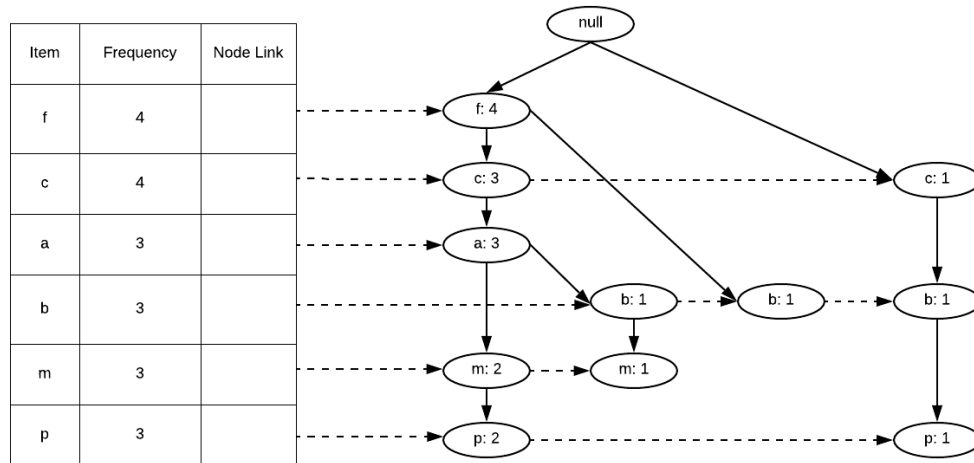 null
Item Frequency Node Link
f 4 f: 4
c 4 c: 3 c: 1
a 3 a: 3
b 3 b: 1 b: 1 b: 1
m 3 m: 2 m: 1
p 3 p: 2 p: 1